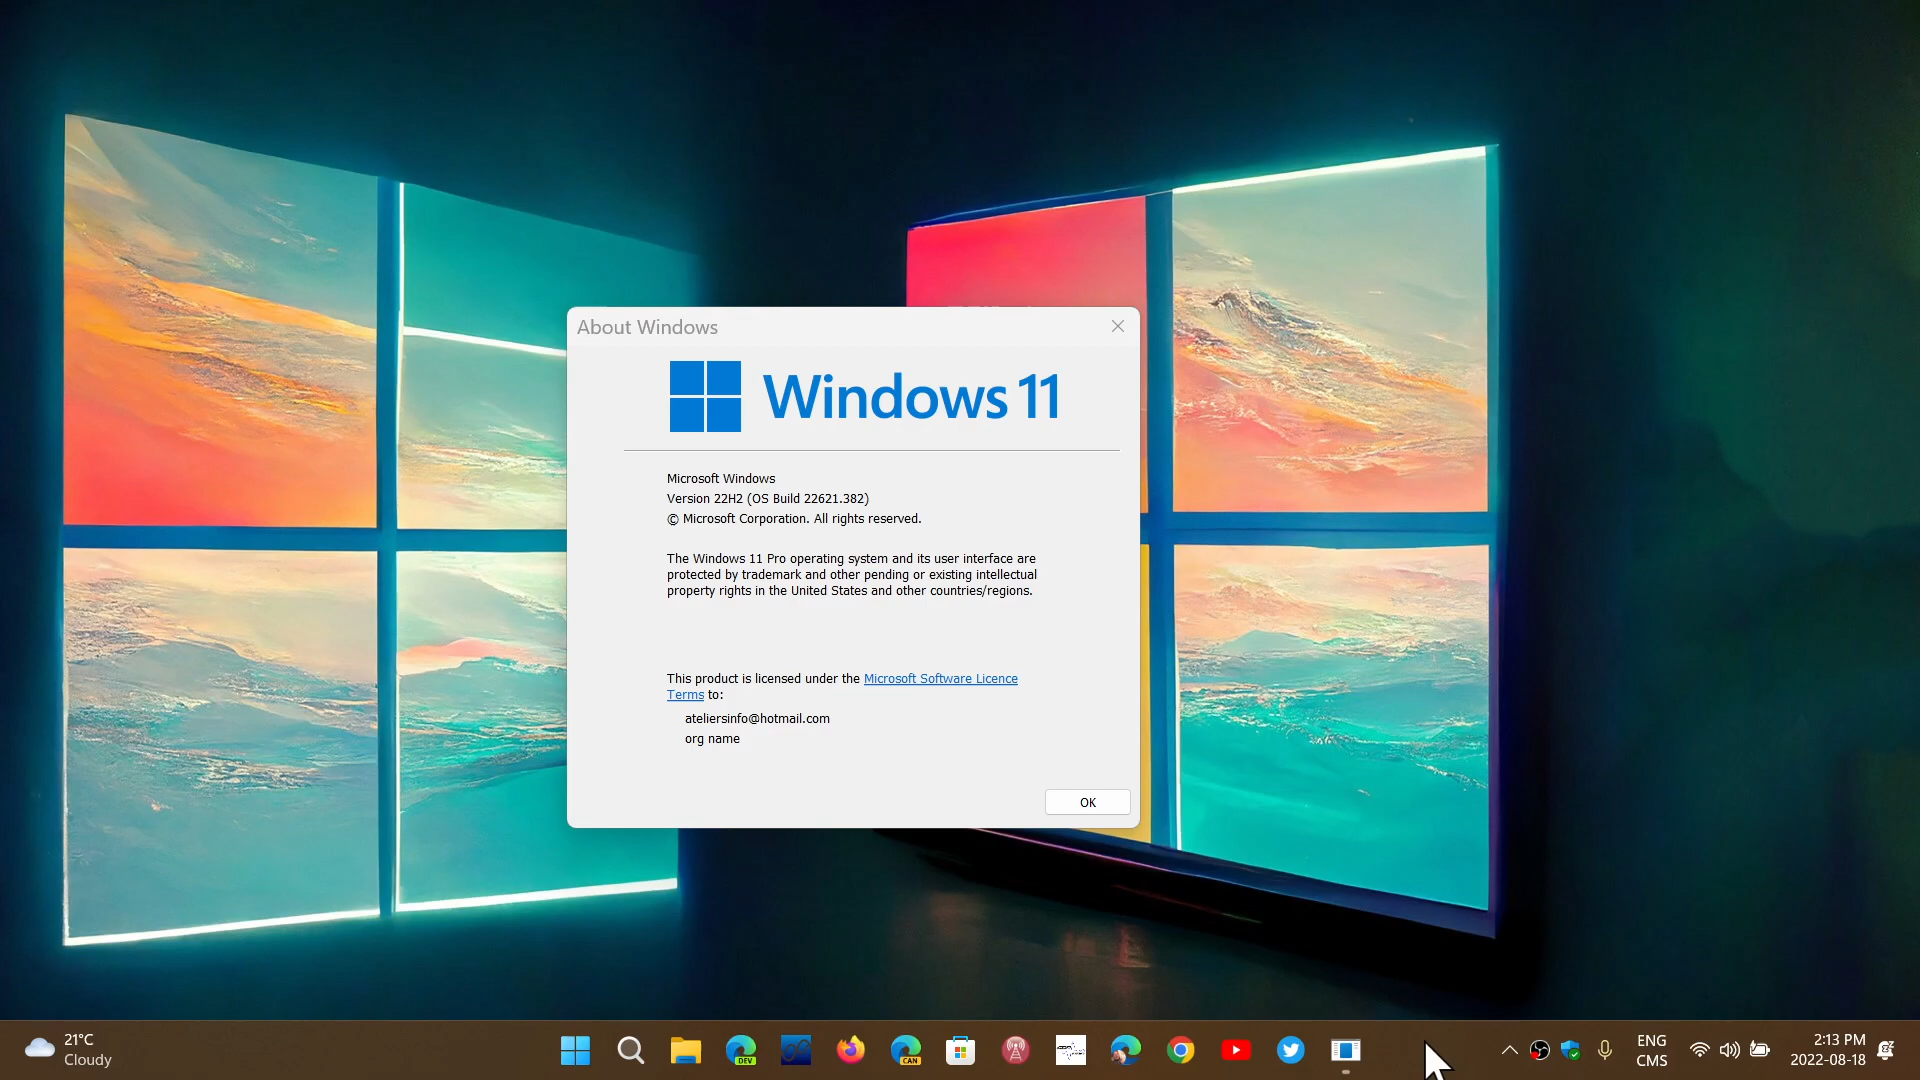 About Windows
Windows 11
Microsoft Windows
Version 22H2 (OS Build 22621.382)
© Microsoft Corporation. All rights reserved.
The Windows 11 Pro operating system and its user interface are
protected by trademark and other pending or existing intellectual
property rights in the United States and other countries/regions.
This product is licensed under the Microsoft Software Licence
Terms to:
ateliersinfo@hotmail.com
org name
OK
21°C
Cloudy
DEV
CAN
ENG
CMS
2:13 PM
2022-08-18